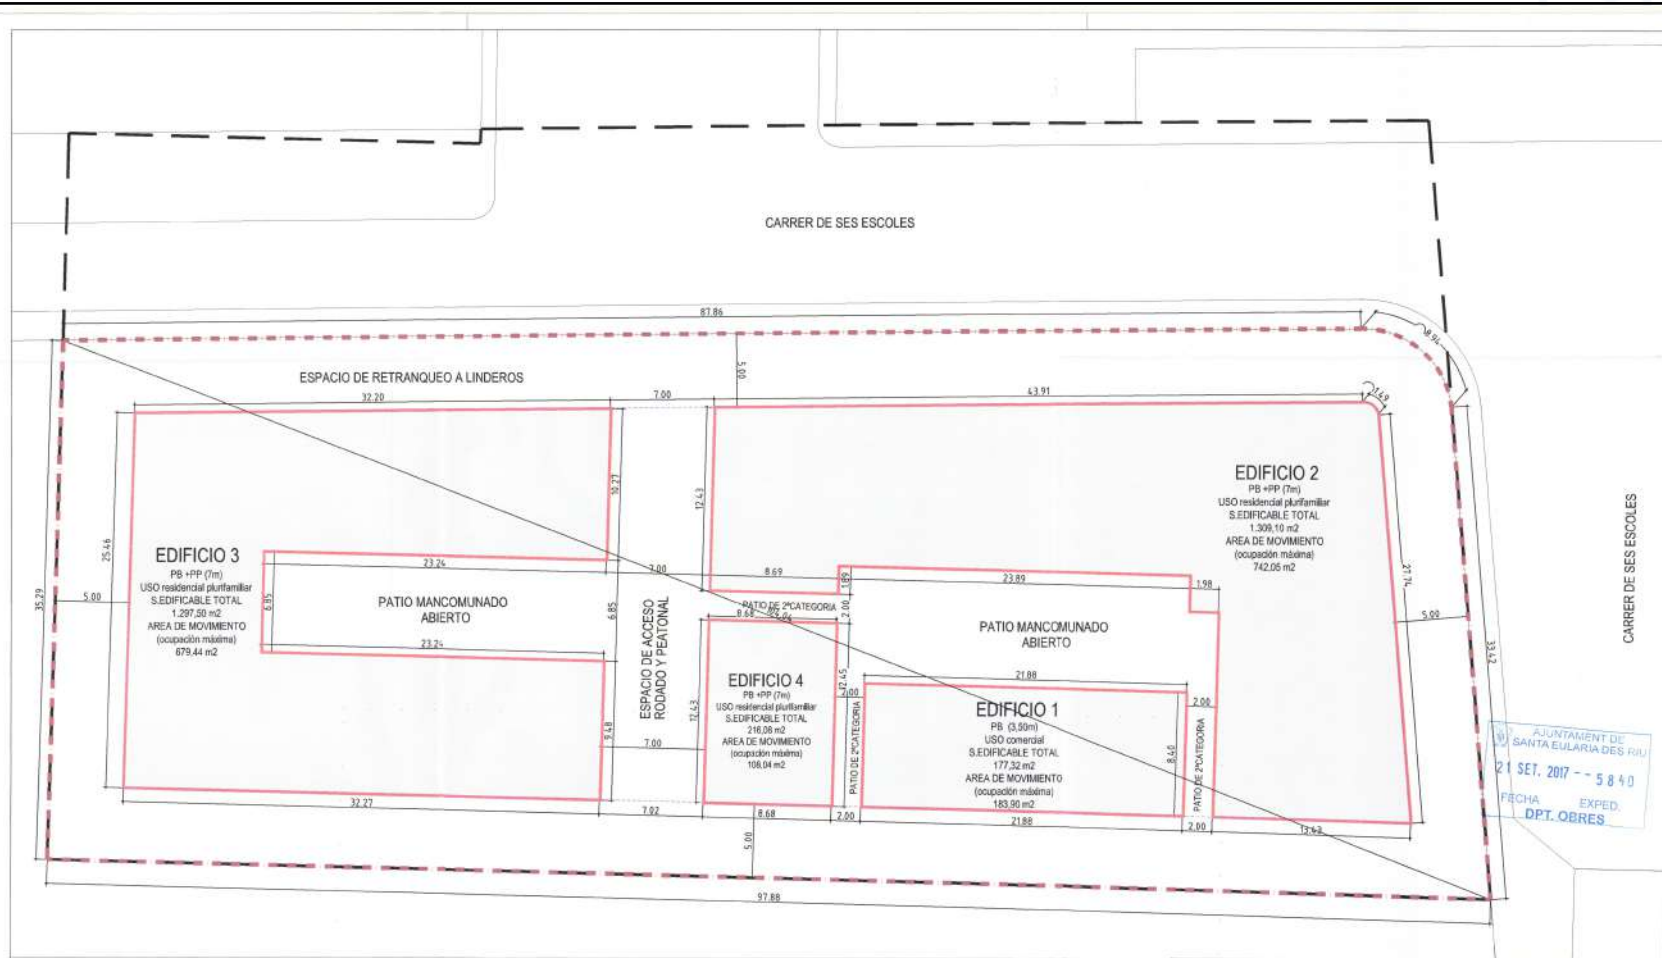 CARRER DE SES ESCOLES
87.86
8.94
ESPACIO DE RETRANQUEO A LINDEROS
5.00
32.20
7.00
43.91
1.49
25.46
35.29
5.00
EDIFICIO 3
PB +PP (7m)
USO residencial plurifamiliar
S.EDIFICABLE TOTAL
1.297,50 m2
AREA DE MOVIMIENTO
(ocupación máxima)
679,44 m2
10.27
23.24
6.85
PATIO MANCOMUNADO
ABIERTO
23.24
9.48
32.27
7.00
6.85
ESPACIO DE ACCESO
RODADO Y PEATONAL
7.00
7.02
12.43
8.69
1.89
PATIO DE 2ªCATEGORIA
2.00
8.68
12.43
12.45
EDIFICIO 4
PB +PP (7m)
USO residencial plurifamiliar
S.EDIFICABLE TOTAL
216,08 m2
AREA DE MOVIMIENTO
(ocupación máxima)
108,04 m2
8.68
5.00
2.00
PATIO DE 2ªCATEGORIA
2.00
23.89
1.98
PATIO MANCOMUNADO
ABIERTO
21.88
EDIFICIO 1
PB (3,50m)
USO comercial
S.EDIFICABLE TOTAL
177,32 m2
AREA DE MOVIMIENTO
(ocupación máxima)
183,90 m2
8.40
21.88
2.00
PATIO DE 2ªCATEGORIA
2.00
13.43
EDIFICIO 2
PB +PP (7m)
USO residencial plurifamiliar
S.EDIFICABLE TOTAL
1.309,10 m2
AREA DE MOVIMIENTO
(ocupación máxima)
742,05 m2
27.74
5.00
33.42
CARRER DE SES ESCOLES
97.88
AJUNTAMENT DE
SANTA EULARIA DES RIU
21 SET. 2017 -- 5840
FECHA EXPED.
DPT. OBRES